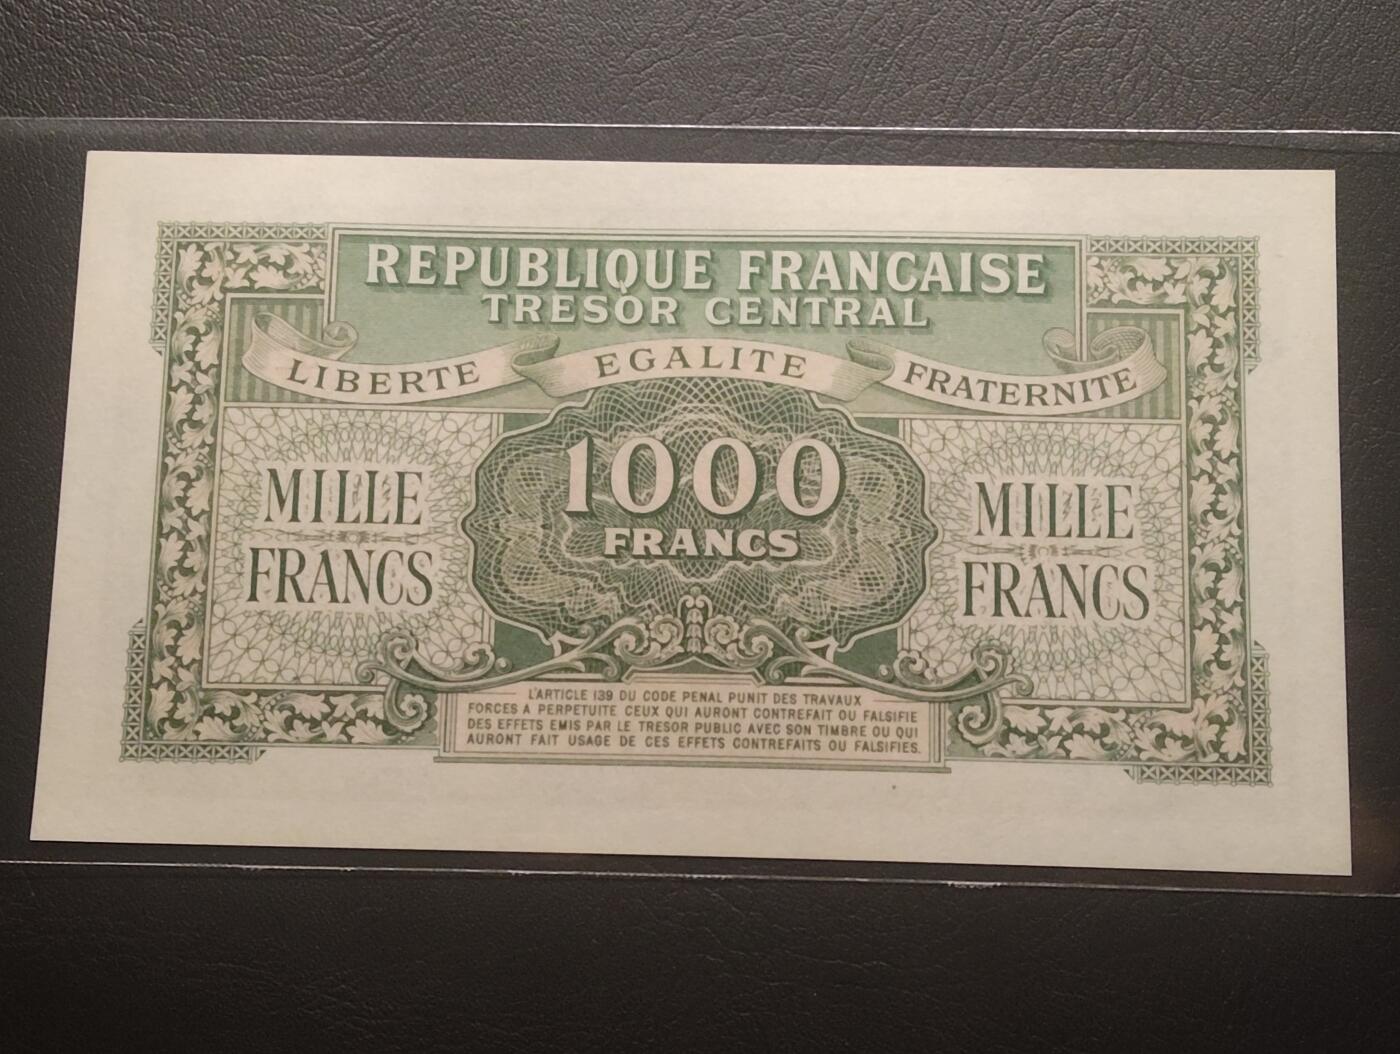 REPUBLIQUE FRANCAISE
TRESOR CENTRAL
LIBERTE EGALITE FRATERNITE
1000
FRANCS
MILLE
FRANCS
MILLE
FRANCS
L'ARTICLE 139 DU CODE PENAL PUNIT DES TRAVAUX
FORCES A PERPETUITE CEUX QUI AURONT CONTREFAIT OU FALSIFIE
DES EFFETS EMIS PAR LE TRESOR PUBLIC AVEC SON TIMBRE OU QUI
AURONT FAIT USAGE DE CES EFFETS CONTREFAITS OU FALSIFIES.